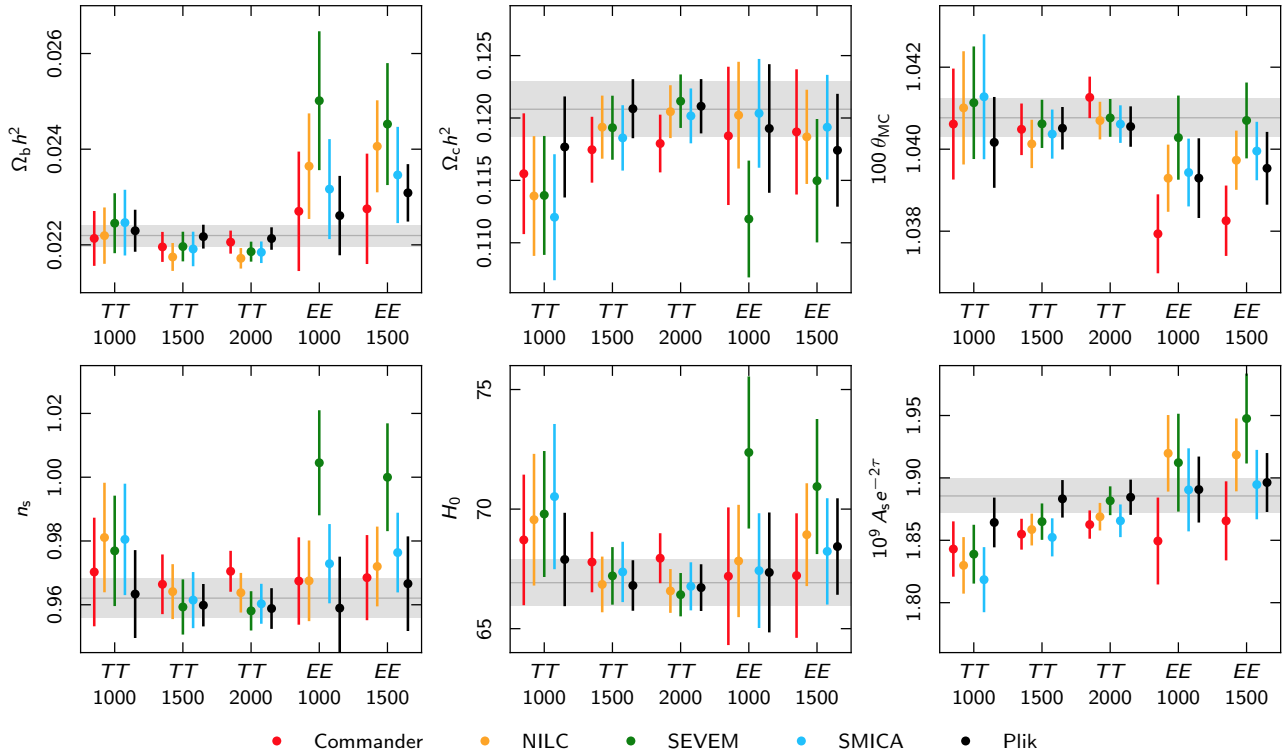 0.026
0.024
0.022
Ω_b h²
TT TT TT EE EE
1000 1500 2000 1000 1500
0.125
0.120
0.115
0.110
Ω_c h²
TT TT TT EE EE
1000 1500 2000 1000 1500
1.042
1.040
1.038
100 θ_MC
TT TT TT EE EE
1000 1500 2000 1000 1500
1.02
1.00
0.98
0.96
n_s
TT TT TT EE EE
1000 1500 2000 1000 1500
75
70
65
H_0
TT TT TT EE EE
1000 1500 2000 1000 1500
1.95
1.90
1.85
1.80
10⁹ A_s e^{−2τ}
TT TT TT EE EE
1000 1500 2000 1000 1500
Commander NILC SEVEM SMICA Plik